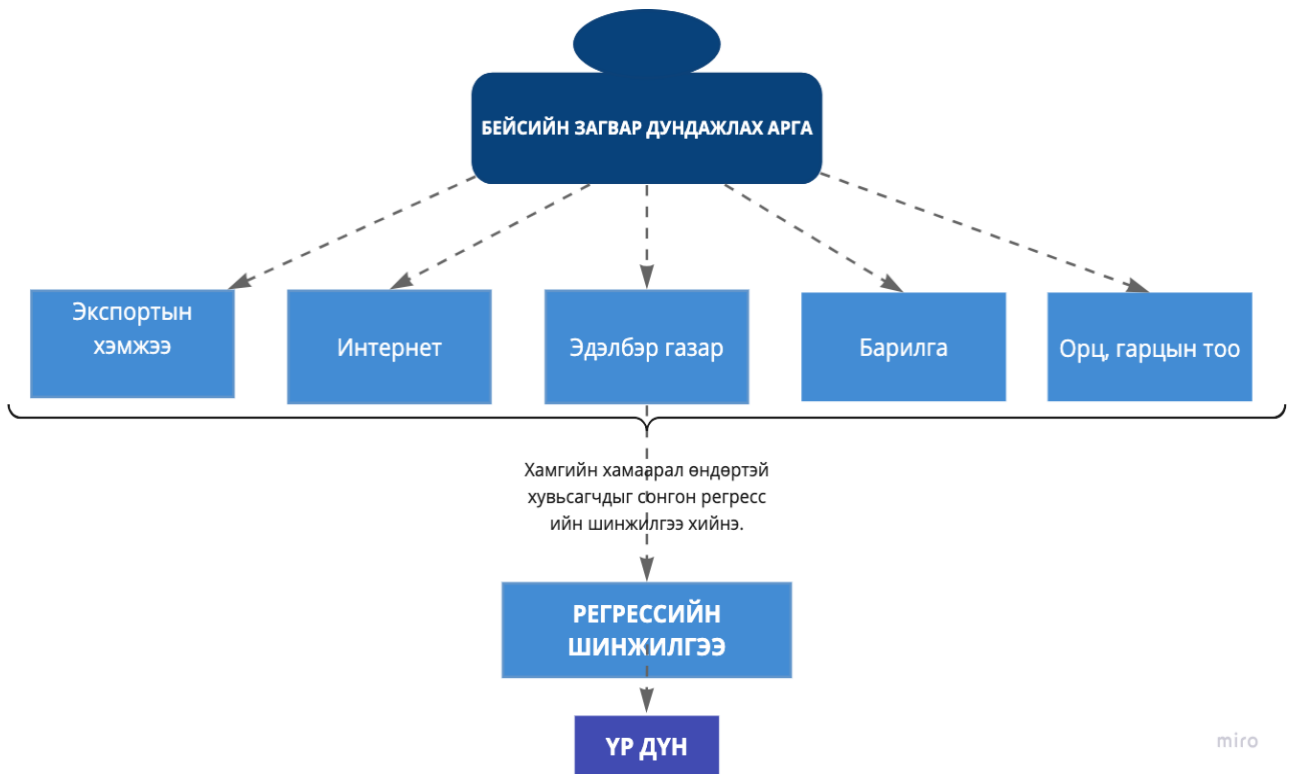 БЕЙСИЙН ЗАГВАР ДУНДАЖЛАХ АРГА
Экспортын
хэмжээ
Интернет
Эдэлбэр газар
Барилга
Орц, гарцын тоо
Хамгийн хамаарал өндөртэй
хувьсагчдыг сонгон регресс
ийн шинжилгээ хийнэ.
РЕГРЕССИЙН
ШИНЖИЛГЭЭ
ҮР ДҮН
miro